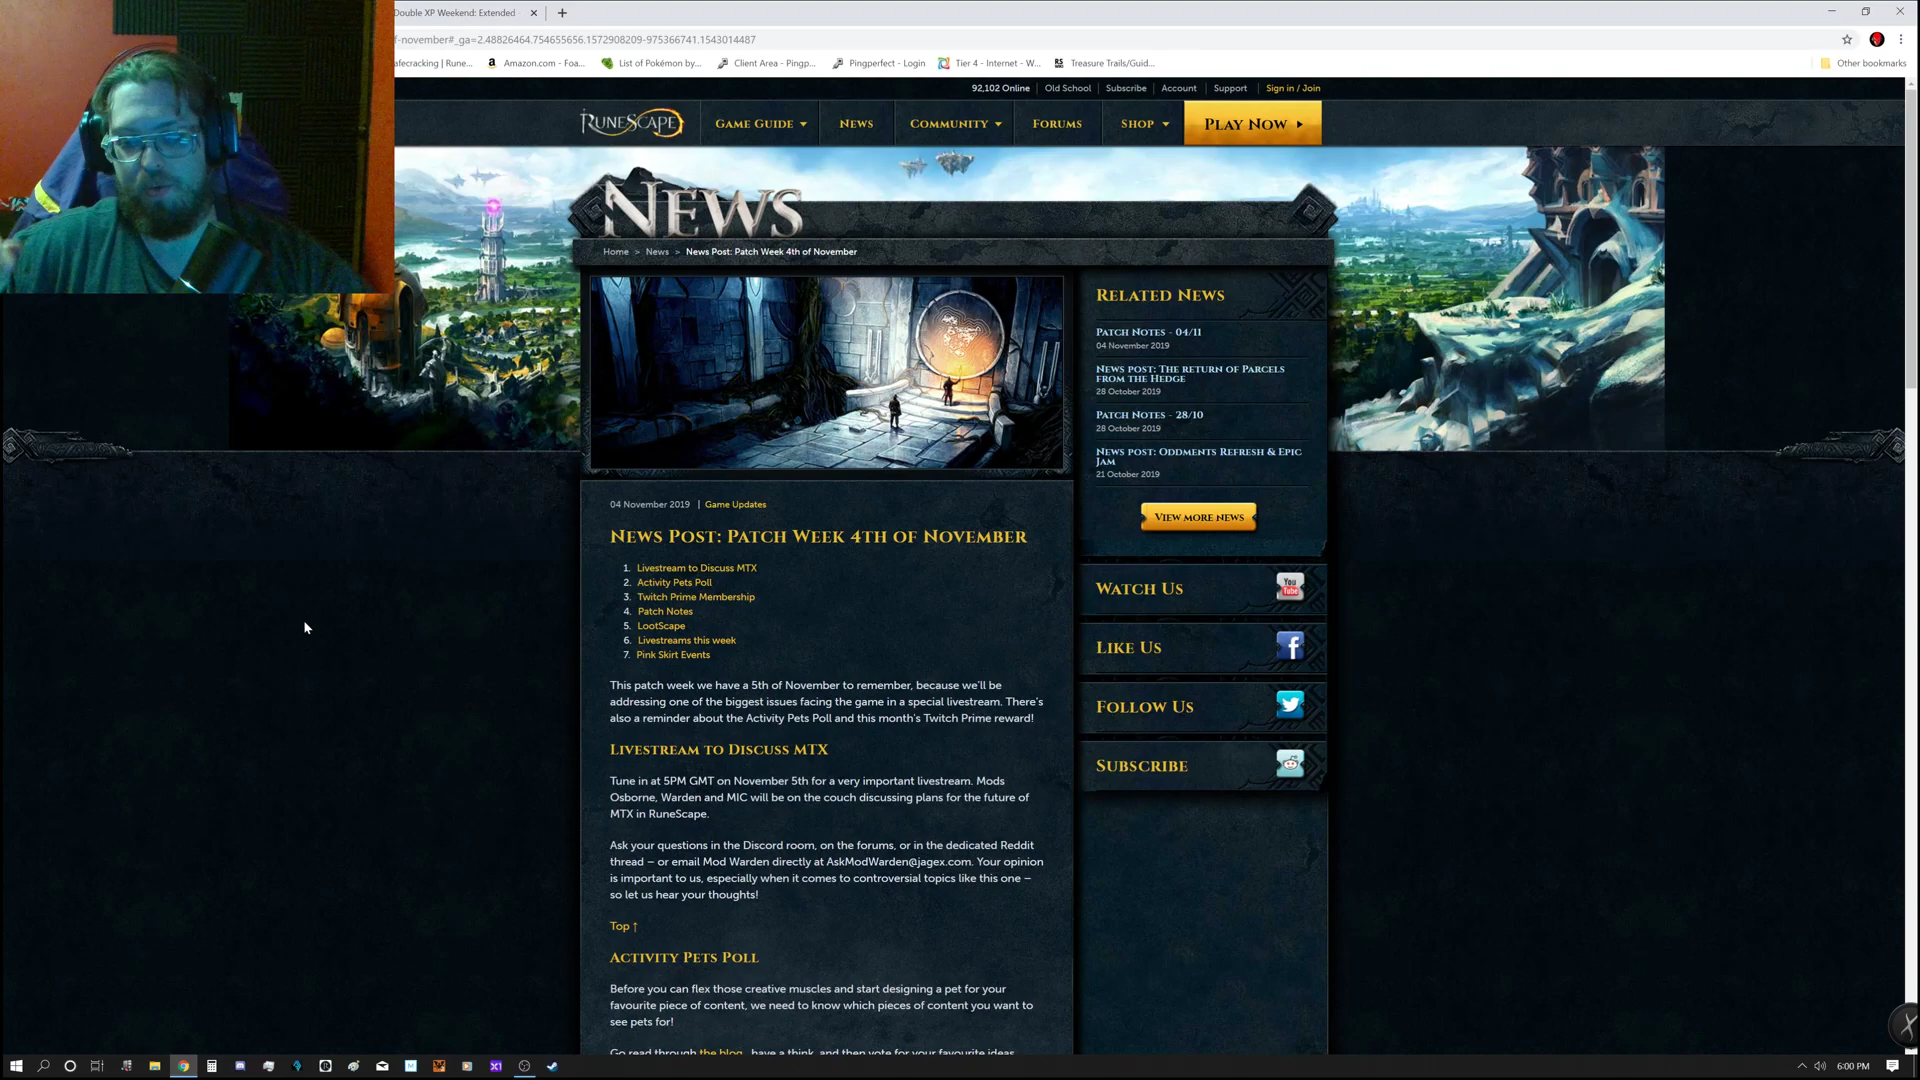 Double XP Weekend: Extended
f-november#_ga=2.48826464.754655656.1572908209-975366741.1543014487
afecracking | Rune...
Amazon.com - Foa...
List of Pokémon by...
Client Area - Pingp...
Pingperfect - Login
Tier 4 - Internet - W...
Treasure Trails/Guid...
Other bookmarks
92,102 Online
Old School
Subscribe
Account
Support
Sign in / Join
RUNESCAPE
GAME GUIDE
NEWS
COMMUNITY
FORUMS
SHOP
PLAY NOW
NEWS
Home > News > News Post: Patch Week 4th of November
04 November 2019 | Game Updates
NEWS POST: PATCH WEEK 4TH OF NOVEMBER
1. Livestream to Discuss MTX
2. Activity Pets Poll
3. Twitch Prime Membership
4. Patch Notes
5. LootScape
6. Livestreams this week
7. Pink Skirt Events
This patch week we have a 5th of November to remember, because we'll be
addressing one of the biggest issues facing the game in a special livestream. There's
also a reminder about the Activity Pets Poll and this month's Twitch Prime reward!
LIVESTREAM TO DISCUSS MTX
Tune in at 5PM GMT on November 5th for a very important livestream. Mods
Osborne, Warden and MIC will be on the couch discussing plans for the future of
MTX in RuneScape.
Ask your questions in the Discord room, on the forums, or in the dedicated Reddit
thread – or email Mod Warden directly at AskModWarden@jagex.com. Your opinion
is important to us, especially when it comes to controversial topics like this one –
so let us hear your thoughts!
Top ↑
ACTIVITY PETS POLL
Before you can flex those creative muscles and start designing a pet for your
favourite piece of content, we need to know which pieces of content you want to
see pets for!
Go read through the blog, have a think, and then vote for your favourite ideas
RELATED NEWS
PATCH NOTES - 04/11
04 November 2019
NEWS POST: THE RETURN OF PARCELS
FROM THE HEDGE
28 October 2019
PATCH NOTES - 28/10
28 October 2019
NEWS POST: ODDMENTS REFRESH & EPIC
JAM
21 October 2019
VIEW MORE NEWS
WATCH US
You
Tube
LIKE US
FOLLOW US
SUBSCRIBE
6:00 PM